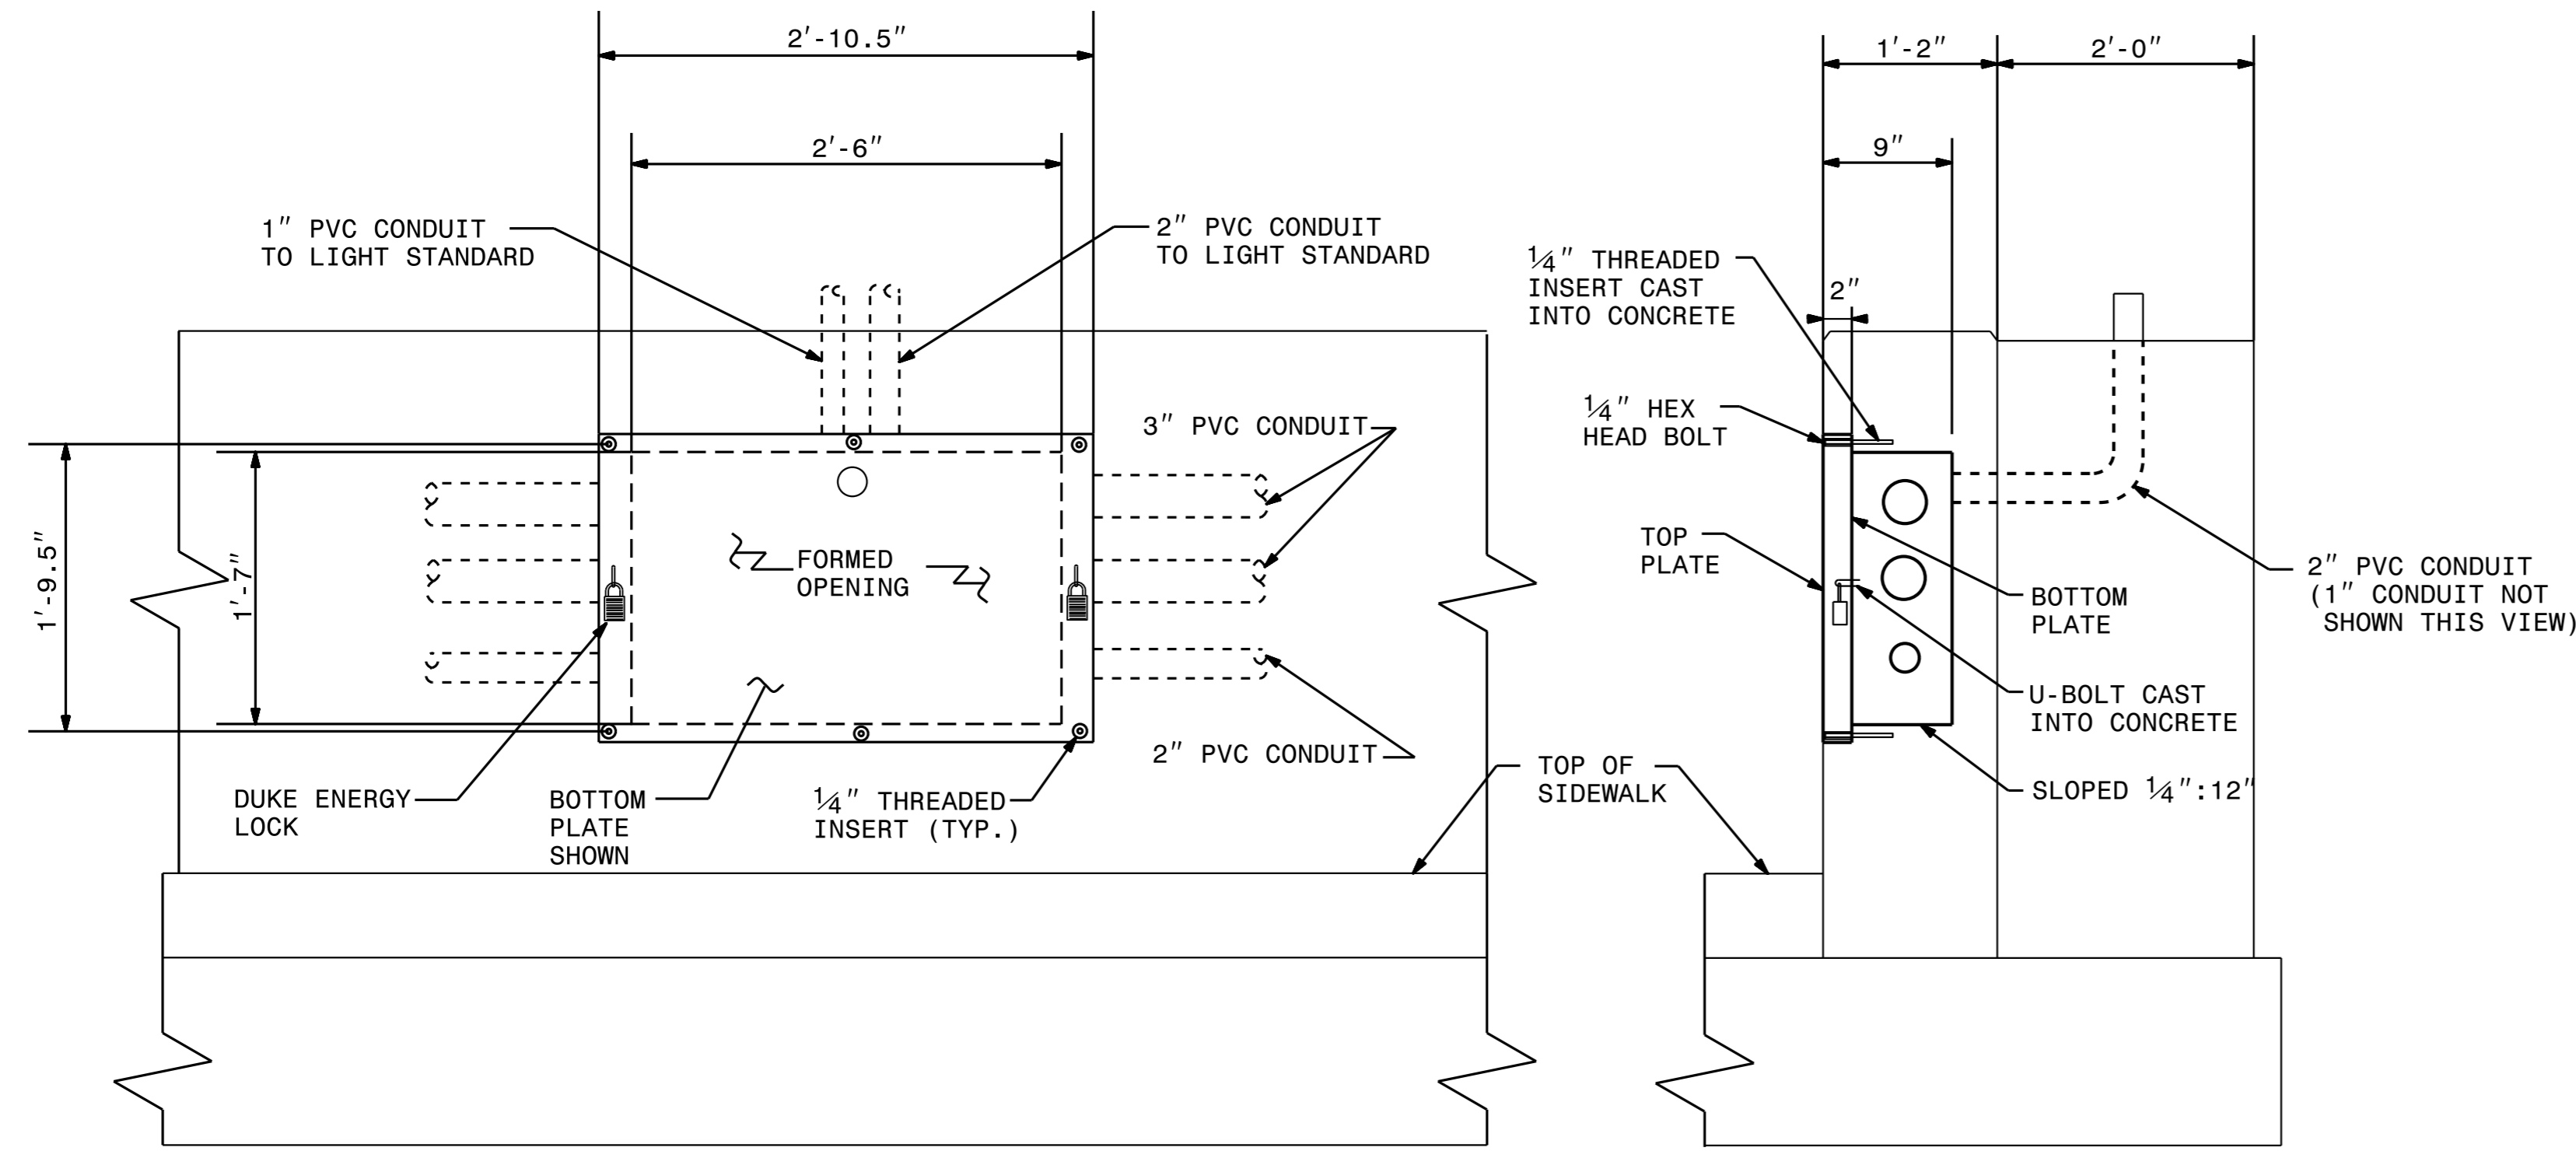 2'-10.5"
2'-6"
1" PVC CONDUIT
TO LIGHT STANDARD
2" PVC CONDUIT
TO LIGHT STANDARD
3" PVC CONDUIT
1'-9.5"
1'-7"
FORMED
OPENING
2" PVC CONDUIT
DUKE ENERGY
LOCK
BOTTOM
PLATE
SHOWN
1/4" THREADED
INSERT (TYP.)
TOP OF
SIDEWALK
1'-2"
2'-0"
9"
1/4" THREADED
INSERT CAST
INTO CONCRETE
2"
1/4" HEX
HEAD BOLT
TOP
PLATE
2" PVC CONDUIT
(1" CONDUIT NOT
SHOWN THIS VIEW)
BOTTOM
PLATE
U-BOLT CAST
INTO CONCRETE
SLOPED 1/4":12"